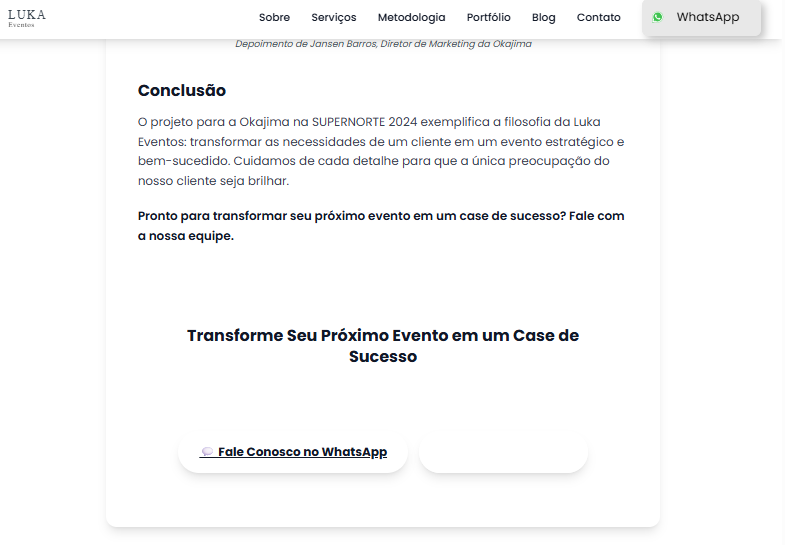 LUKA
Eventos
Sobre Serviços Metodologia Portfólio Blog Contato WhatsApp
Depoimento de Jansen Barros, Diretor de Marketing da Okajima
Conclusão
O projeto para a Okajima na SUPERNORTE 2024 exemplifica a filosofia da Luka
Eventos: transformar as necessidades de um cliente em um evento estratégico e
bem-sucedido. Cuidamos de cada detalhe para que a única preocupação do
nosso cliente seja brilhar.
Pronto para transformar seu próximo evento em um case de sucesso? Fale com
a nossa equipe.
Transforme Seu Próximo Evento em um Case de
Sucesso
💬 Fale Conosco no WhatsApp